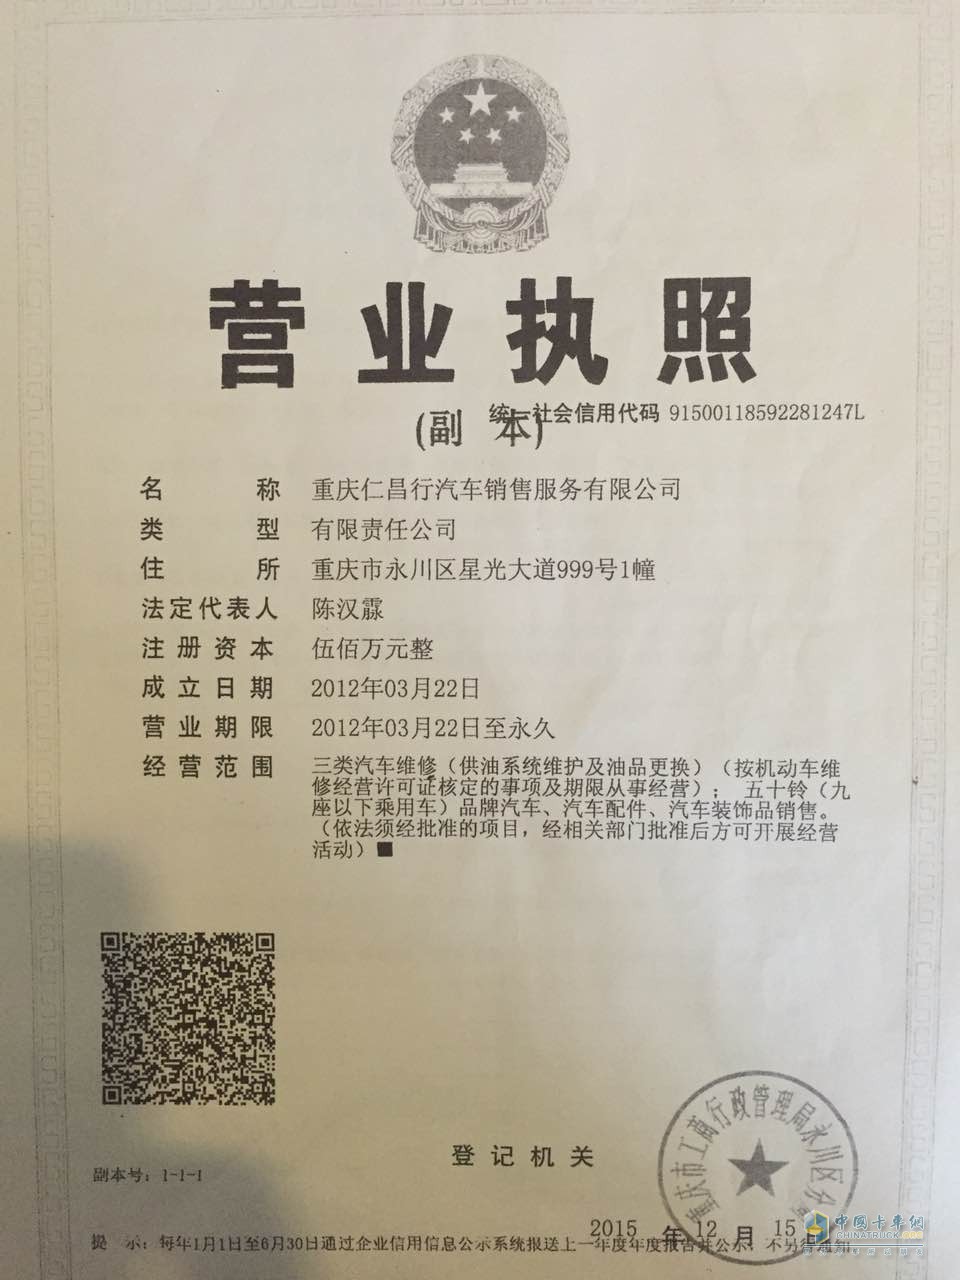 营业执照
(副 本)
统一社会信用代码 91500118592281247L
名 称 重庆仁昌行汽车销售服务有限公司
类 型 有限责任公司
住 所 重庆市永川区星光大道999号1幢
法定代表人 陈汉霖
注册资本 伍佰万元整
成立日期 2012年03月22日
营业期限 2012年03月22日至永久
经营范围 三类汽车维修（供油系统维护及油品更换）（按机动车维
修经营许可证核定的事项及期限从事经营）； 五十铃（九
座以下乘用车）品牌汽车、汽车配件、汽车装饰品销售。
（依法须经批准的项目，经相关部门批准后方可开展经营
活动）■
登记机关
重庆市工商行政管理局永川区分局
副本号：1-1-1
2015 年 12 月 15 日
提 示：每年1月1日至6月30日通过企业信用信息公示系统报送上一年度年度报告并公示，不另行通知
中国卡车网
CHINATRUCK.ORG